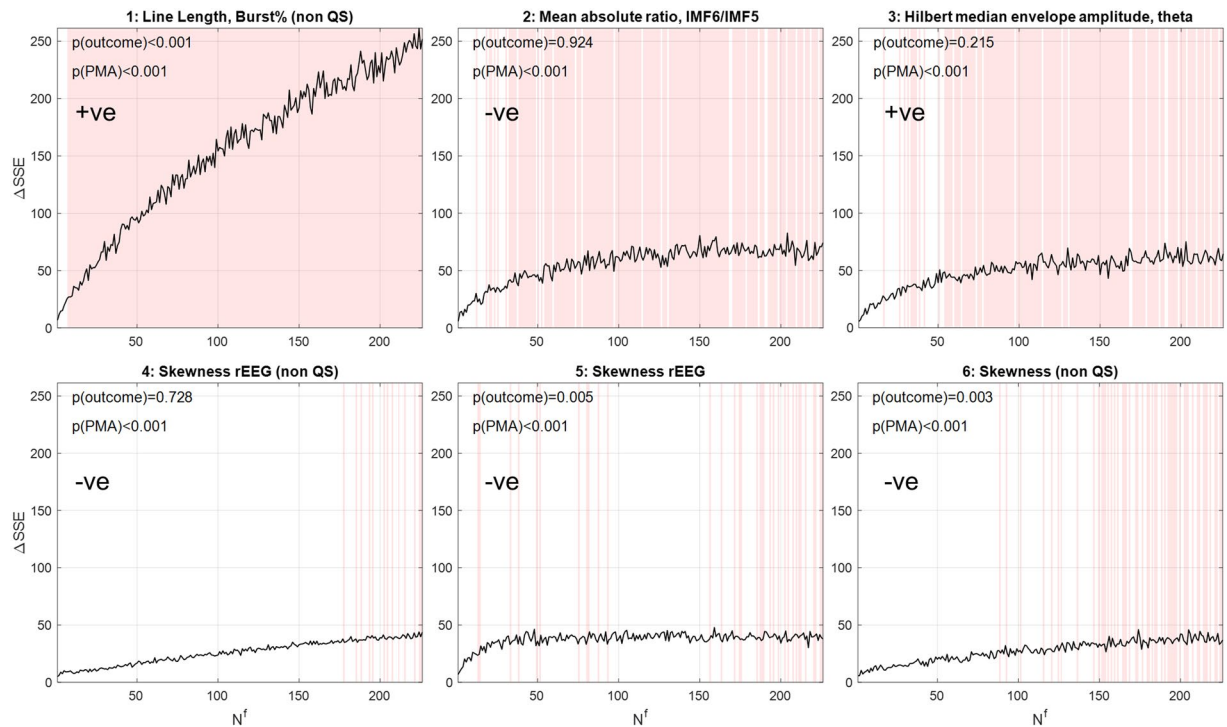 1: Line Length, Burst% (non QS)
p(outcome)<0.001
p(PMA)<0.001
+ve
250
200
150
100
50
0
ΔSSE
50
100
150
200
2: Mean absolute ratio, IMF6/IMF5
p(outcome)=0.924
p(PMA)<0.001
-ve
250
200
150
100
50
0
50
100
150
200
3: Hilbert median envelope amplitude, theta
p(outcome)=0.215
p(PMA)<0.001
+ve
250
200
150
100
50
0
50
100
150
200
4: Skewness rEEG (non QS)
p(outcome)=0.728
p(PMA)<0.001
-ve
250
200
150
100
50
0
ΔSSE
50
100
150
200
N^f
5: Skewness rEEG
p(outcome)=0.005
p(PMA)<0.001
-ve
250
200
150
100
50
0
50
100
150
200
N^f
6: Skewness (non QS)
p(outcome)=0.003
p(PMA)<0.001
-ve
250
200
150
100
50
0
50
100
150
200
N^f